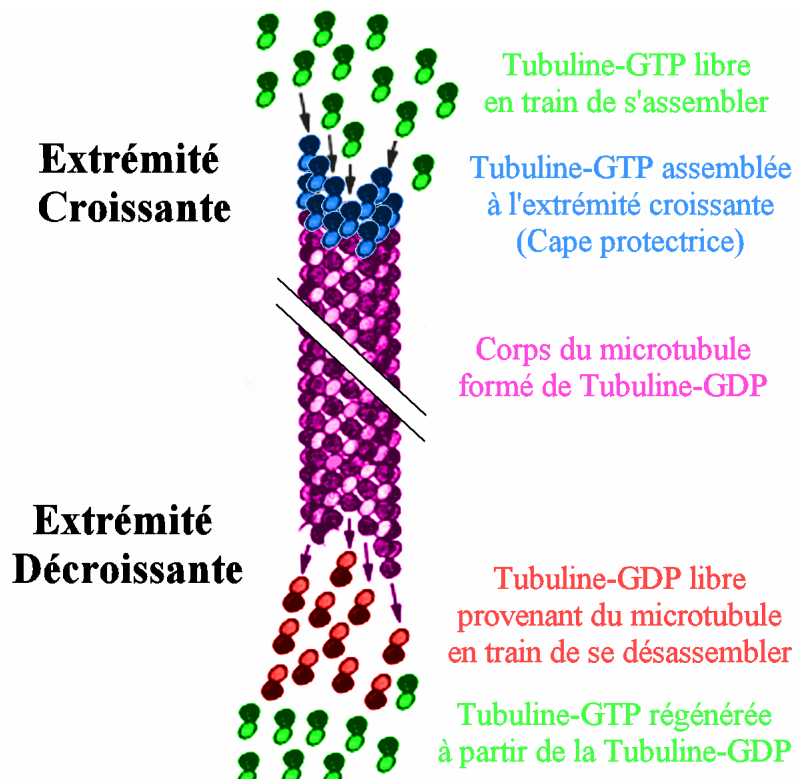 Tubuline-GTP libre
en train de s'assembler
Extrémité
Croissante
Tubuline-GTP assemblée
à l'extrémité croissante
(Cape protectrice)
Corps du microtubule
formé de Tubuline-GDP
Extrémité
Décroissante
Tubuline-GDP libre
provenant du microtubule
en train de se désassembler
Tubuline-GTP régénérée
à partir de la Tubuline-GDP